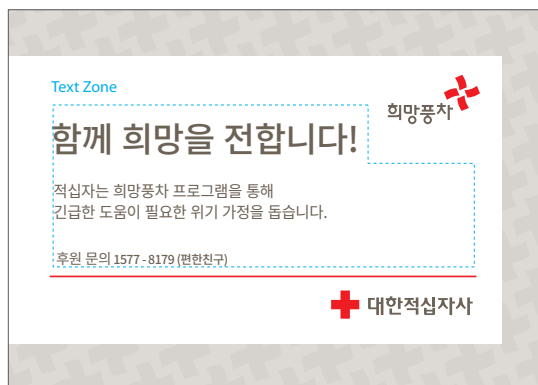 Text Zone
희망풍차
함께 희망을 전합니다!
적십자는 희망풍차 프로그램을 통해
긴급한 도움이 필요한 위기 가정을 돕습니다.
후원 문의 1577 - 8179 (편한친구)
대한적십자사